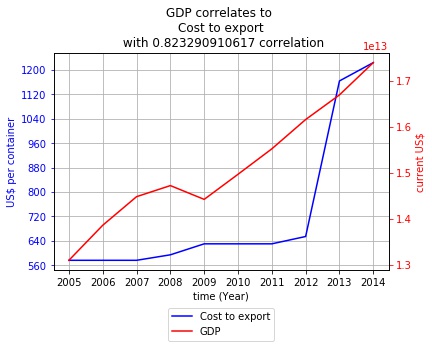 GDP correlates to
Cost to export
with 0.823290910617 correlation
1e13
1200
1120
1040
960
880
800
720
640
560
US$ per container
1.7
1.6
1.5
1.4
1.3
current US$
2005 2006 2007 2008 2009 2010 2011 2012 2013 2014
time (Year)
Cost to export
GDP